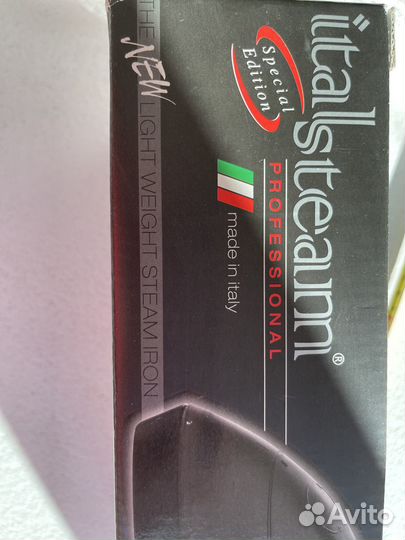 italsteam®
Special
Edition
PROFESSIONAL
made in italy
NEW
THE LIGHT WEIGHT STEAM IRON
Avito